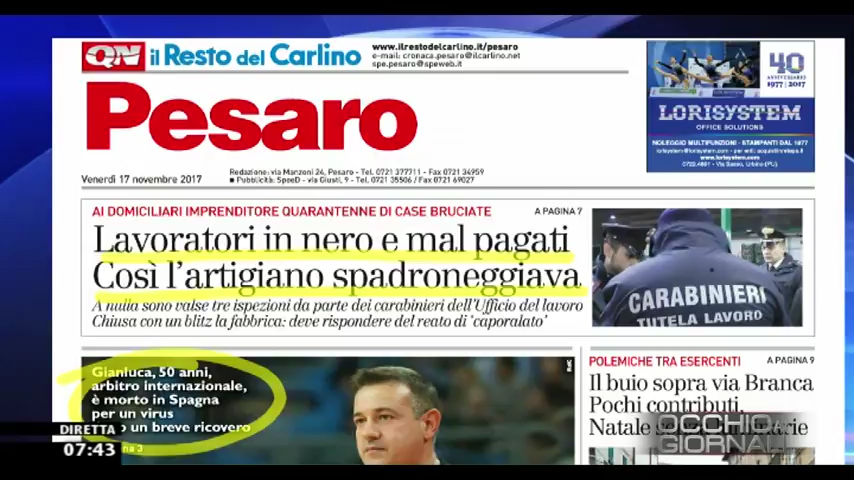 QN il Resto del Carlino
www.ilrestodelcarlino.it/pesaro
e-mail: cronaca.pesaro@ilcarlino.net
spe.pesaro@speweb.it
Pesaro
Venerdì 17 novembre 2017
Redazione: via Manzoni 24, Pesaro - Tel. 0721 377711 - Fax 0721 34959
■ Pubblicità: SpeeD - via Giusti, 9 - Tel. 0721 35506 / Fax 0721 69027
40
ANNIVERSARIO
1977 | 2017
LORISYSTEM
OFFICE SOLUTIONS
NOLEGGIO MULTIFUNZIONI - STAMPANTI DAL 1977
www.lorisystem.com
AI DOMICILIARI IMPRENDITORE QUARANTENNE DI CASE BRUCIATE
A PAGINA 7
Lavoratori in nero e mal pagati
Così l'artigiano spadroneggiava
A nulla sono valse tre ispezioni da parte dei carabinieri dell'Ufficio del lavoro
Chiusa con un blitz la fabbrica: deve rispondere del reato di 'caporalato'
CARABINIERI
TUTELA LAVORO
Gianluca, 50 anni,
arbitro internazionale,
è morto in Spagna
per un virus
o un breve ricovero
3
POLEMICHE TRA ESERCENTI
A PAGINA 9
Il buio sopra via Branca
Pochi contributi,
Natale
OCCHIO AI
GIORNALI
DIRETTA
07:43